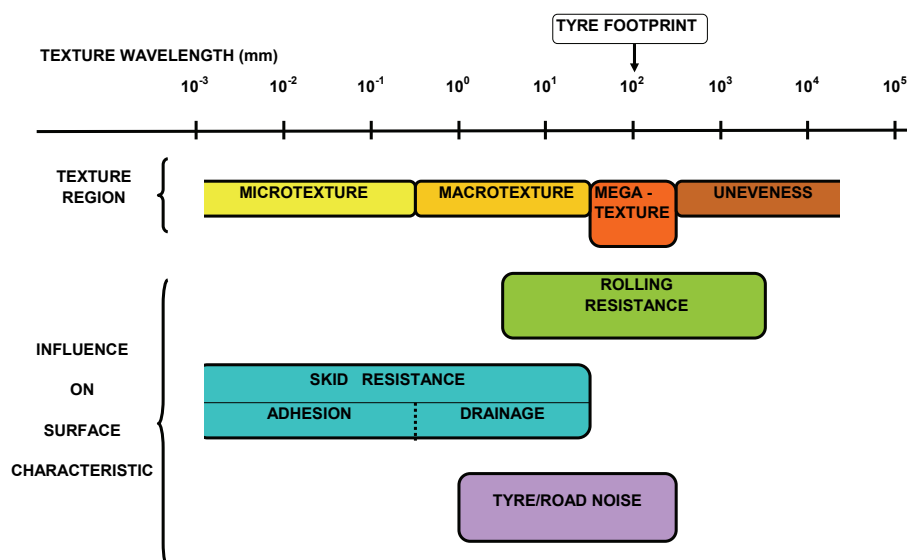 TYRE FOOTPRINT
TEXTURE WAVELENGTH (mm)
10⁻³ 10⁻² 10⁻¹ 10⁰ 10¹ 10² 10³ 10⁴ 10⁵
TEXTURE
REGION
MICROTEXTURE
MACROTEXTURE
MEGA -
TEXTURE
UNEVENESS
ROLLING
RESISTANCE
INFLUENCE
ON
SURFACE
CHARACTERISTIC
SKID RESISTANCE
ADHESION
DRAINAGE
TYRE/ROAD NOISE